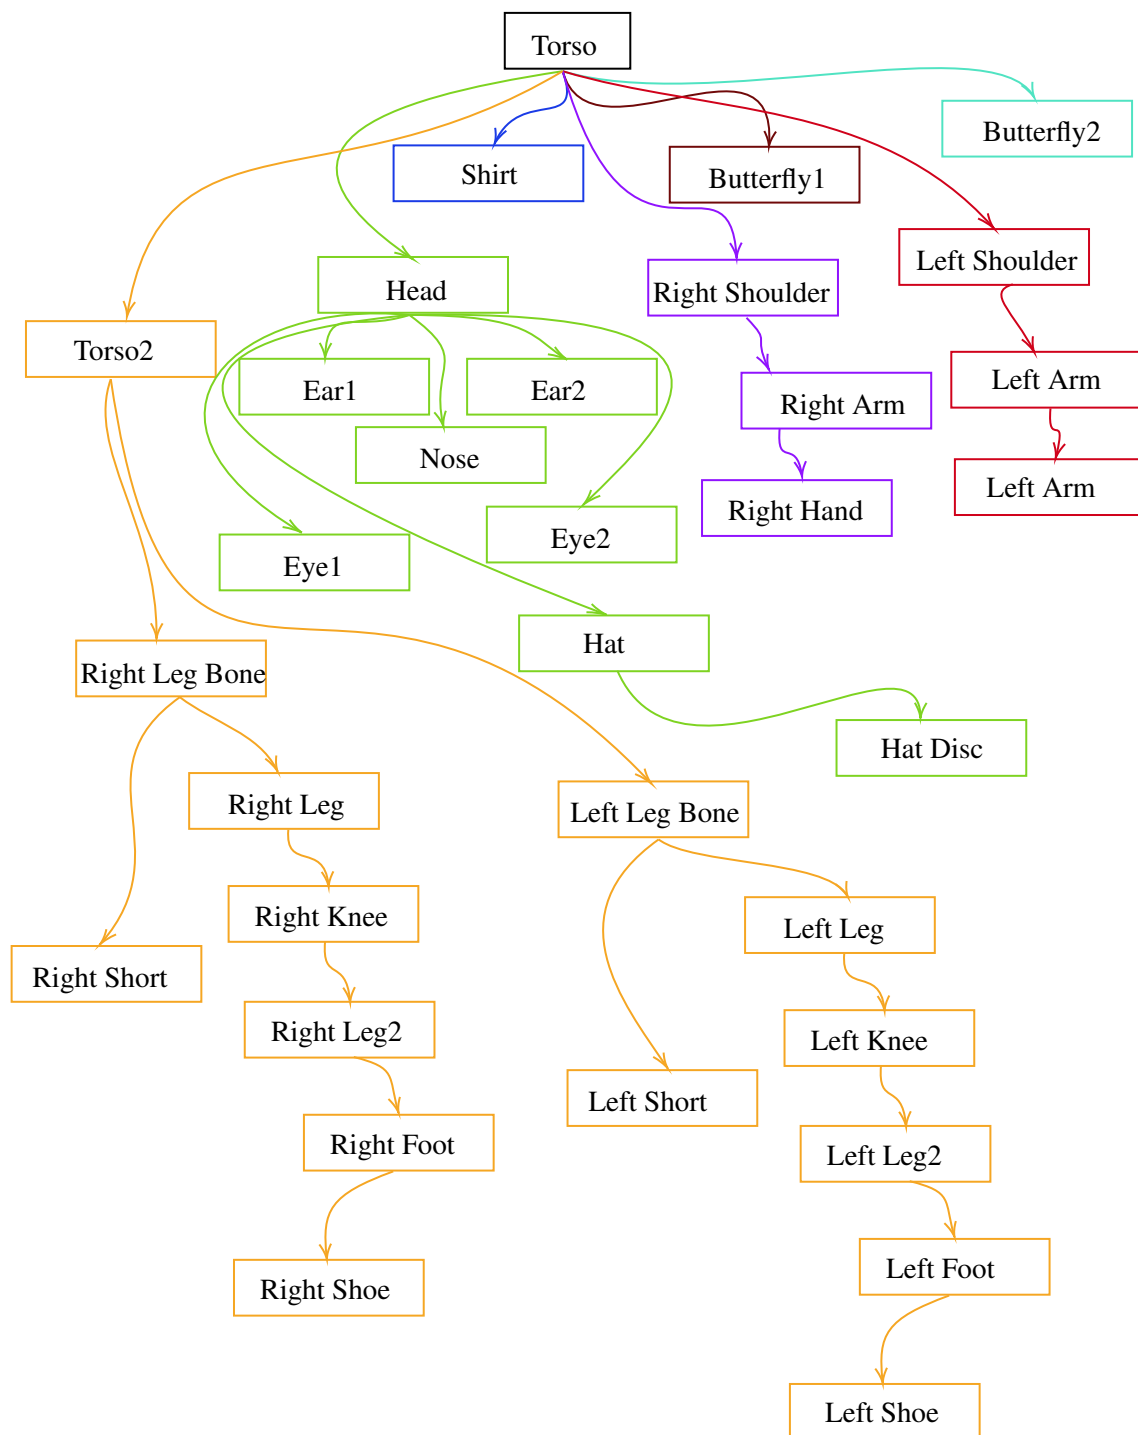 Torso
Butterfly2
Shirt
Butterfly1
Left Shoulder
Head
Right Shoulder
Torso2
Ear1
Ear2
Left Arm
Right Arm
Nose
Left Arm
Right Hand
Eye2
Eye1
Hat
Right Leg Bone
Hat Disc
Right Leg
Left Leg Bone
Right Knee
Left Leg
Right Short
Right Leg2
Left Knee
Left Short
Right Foot
Left Leg2
Left Foot
Right Shoe
Left Shoe